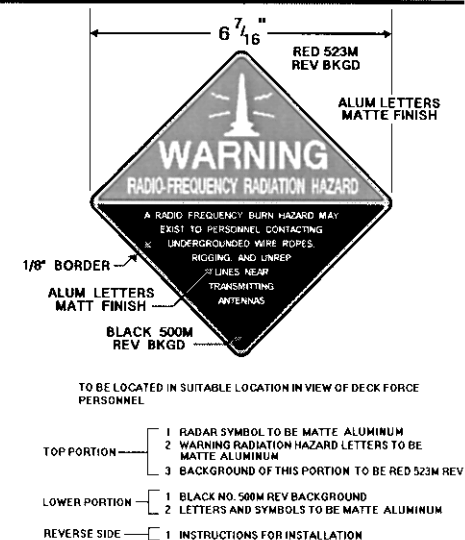 6 7/16"
RED 523M
REV BKGD
ALUM LETTERS
MATTE FINISH
WARNING
RADIO-FREQUENCY RADIATION HAZARD
A RADIO FREQUENCY BURN HAZARD MAY
EXIST TO PERSONNEL CONTACTING
UNDERGROUNDED WIRE ROPES,
RIGGING, AND UNREP
LINES NEAR
TRANSMITTING
ANTENNAS
1/8" BORDER
ALUM LETTERS
MATT FINISH
BLACK 500M
REV BKGD
TO BE LOCATED IN SUITABLE LOCATION IN VIEW OF DECK FORCE
PERSONNEL
TOP PORTION
1 RADAR SYMBOL TO BE MATTE ALUMINUM
2 WARNING RADIATION HAZARD LETTERS TO BE
MATTE ALUMINUM
3 BACKGROUND OF THIS PORTION TO BE RED 523M REV
LOWER PORTION
1 BLACK NO. 500M REV BACKGROUND
2 LETTERS AND SYMBOLS TO BE MATTE ALUMINUM
REVERSE SIDE
1 INSTRUCTIONS FOR INSTALLATION